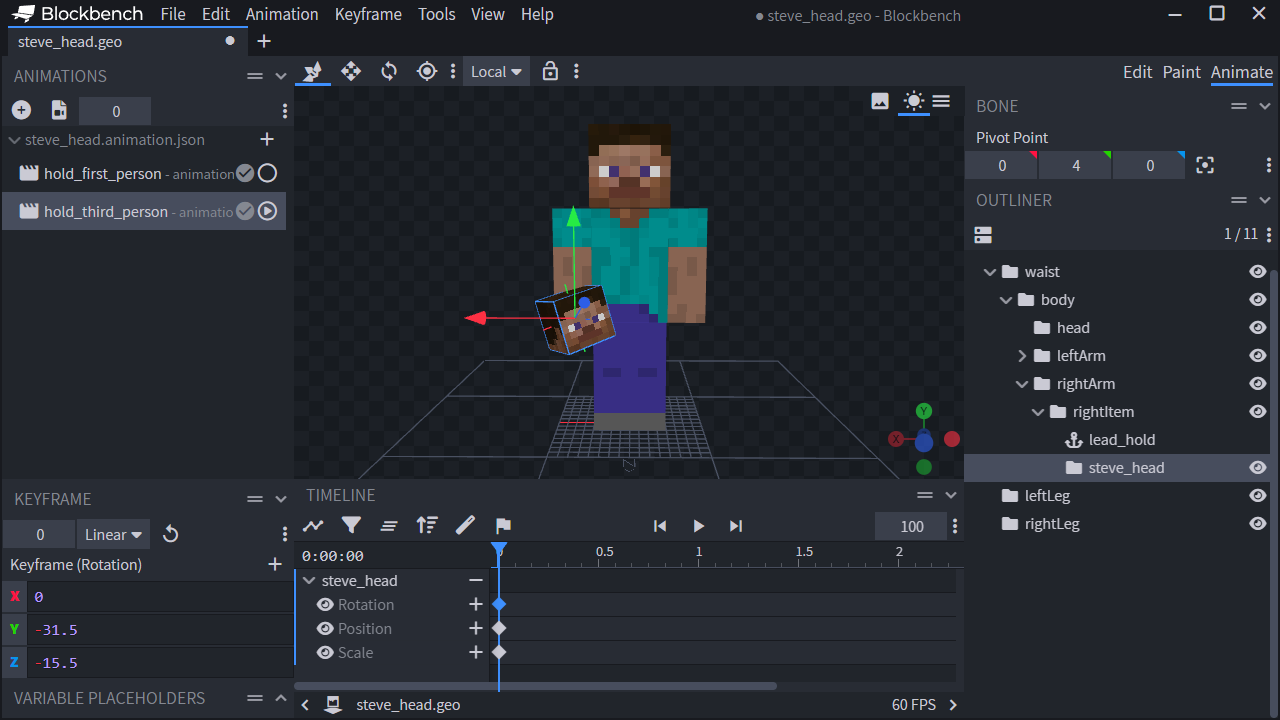 Blockbench File Edit Animation Keyframe Tools View Help ● steve_head.geo - Blockbench
steve_head.geo
ANIMATIONS
Local
Edit Paint Animate
0
steve_head.animation.json
hold_first_person - animation
hold_third_person - animatio
BONE
Pivot Point
0 4 0
OUTLINER
1 / 11
waist
body
head
leftArm
rightArm
rightItem
lead_hold
steve_head
leftLeg
rightLeg
Y
X
KEYFRAME
0 Linear
Keyframe (Rotation)
X 0
Y -31.5
Z -15.5
VARIABLE PLACEHOLDERS
TIMELINE
100
0:00:00 0.5 1 1.5 2
steve_head
Rotation
Position
Scale
steve_head.geo 60 FPS